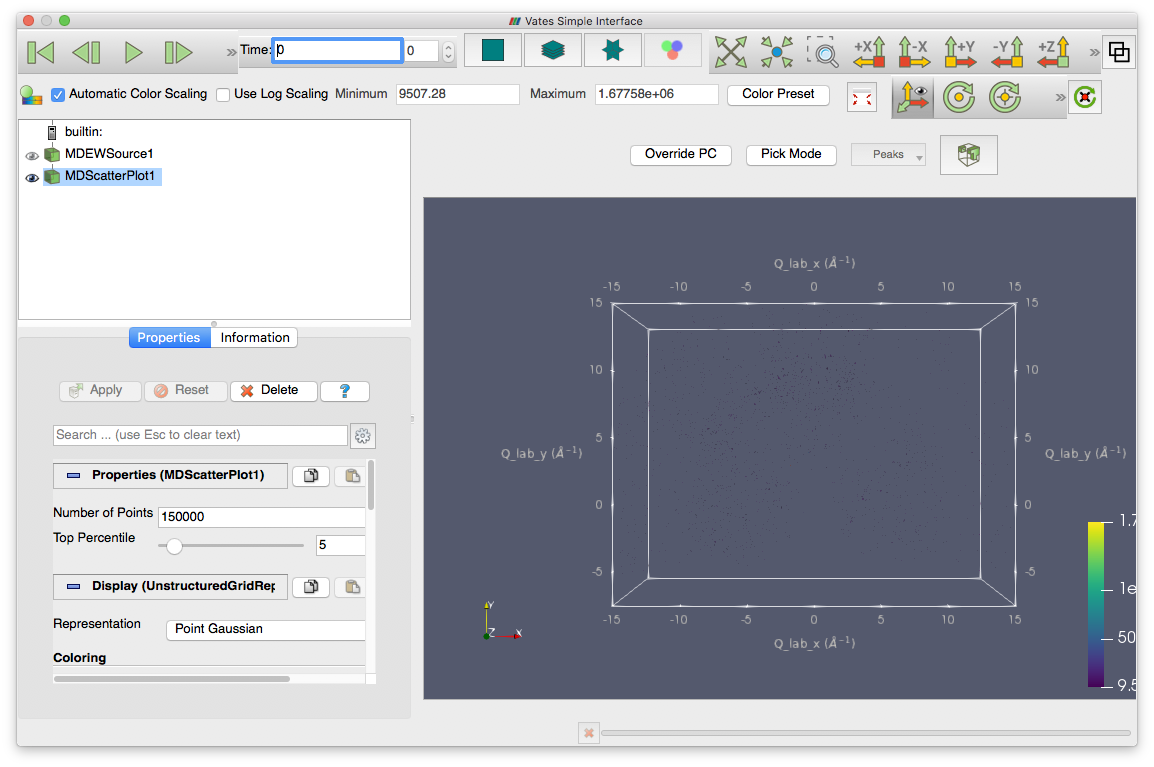 Vates Simple Interface
Time: 0 0
+X -X +Y -Y +Z
Automatic Color Scaling Use Log Scaling Minimum 9507.28 Maximum 1.67758e+06 Color Preset
builtin:
MDEWSource1
MDScatterPlot1
Override PC Pick Mode Peaks
Properties Information
Apply Reset Delete ?
Search ... (use Esc to clear text)
Properties (MDScatterPlot1)
Number of Points 150000
Top Percentile 5
Display (UnstructuredGridRep
Representation Point Gaussian
Coloring
Q_lab_x (Å⁻¹)
-15 -10 -5 0 5 10 15
15 15
10 10
5 5
Q_lab_y (Å⁻¹) Q_lab_y (Å⁻¹)
0 0
-5 -5
-15 -10 -5 0 5 10 15
Q_lab_x (Å⁻¹)
Y
Z X
1.7
1e
50
9.5